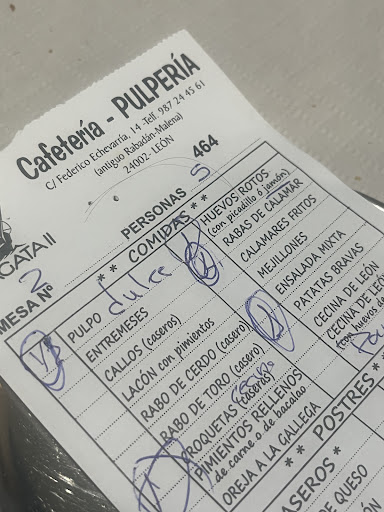 Cafetería - PULPERÍA
C/ Federico Echevarría, 14 - Telf. 987 24 45 61
(antiguo Rabadán-Malena)
24002 - LEÓN
464
GATA II
MESA Nº 2
PERSONAS 5
** COMIDAS **
PULPO dulce
ENTREMESES
CALLOS (caseros)
LACÓN con pimientos
RABO DE CERDO (casero)
RABO DE TORO (casero)
CROQUETAS (caseras)
PIMIENTOS RELLENOS
de carne o de bacalao
OREJA A LA GALLEGA
HUEVOS ROTOS
(con picadillo ó jamón)
RABAS DE CALAMAR
CALAMARES FRITOS
MEJILLONES
ENSALADA MIXTA
PATATAS BRAVAS
CECINA DE LEÓN
CECINA DE LEÓN
(con huevos
** POSTRES *
CASEROS *
DE QUESO